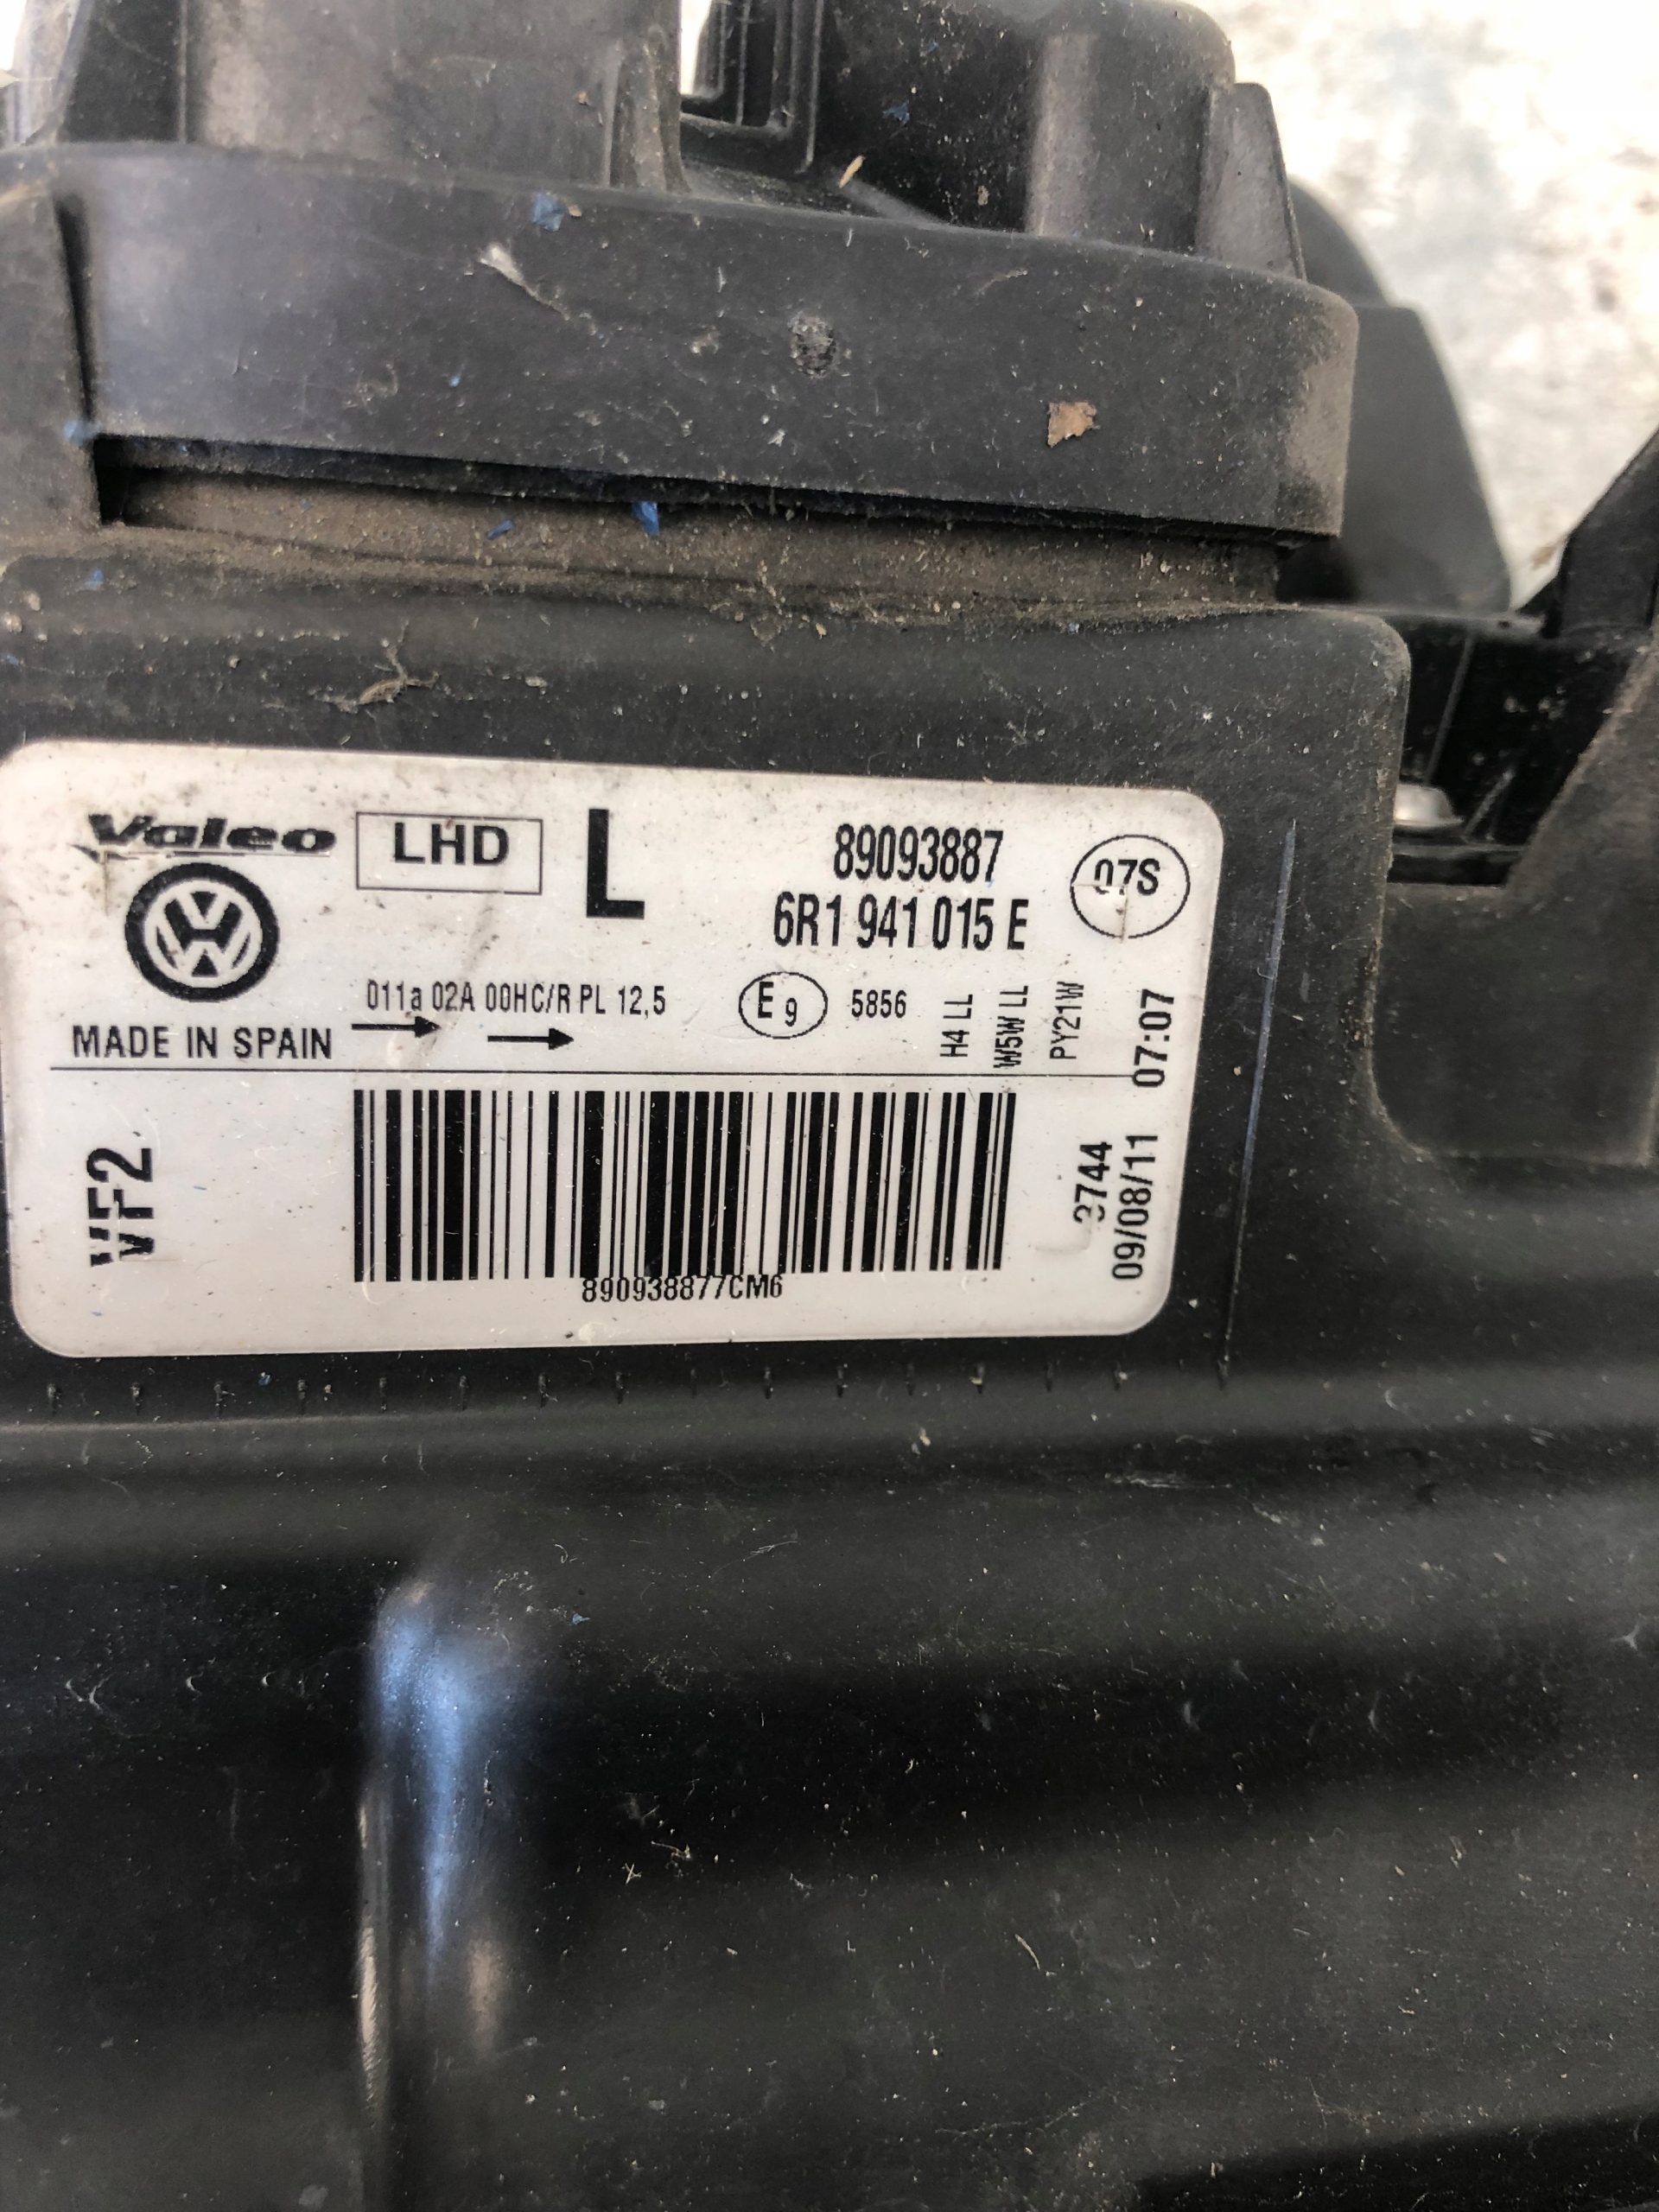 Valeo
LHD
L
89093887
6R1 941 015 E
07S
011a 02A 00HC/R PL 12,5
E9
5856
H4 LL
W5W LL
PY21W
07:07
MADE IN SPAIN
VF2
890938877CM6
3744
09/08/11